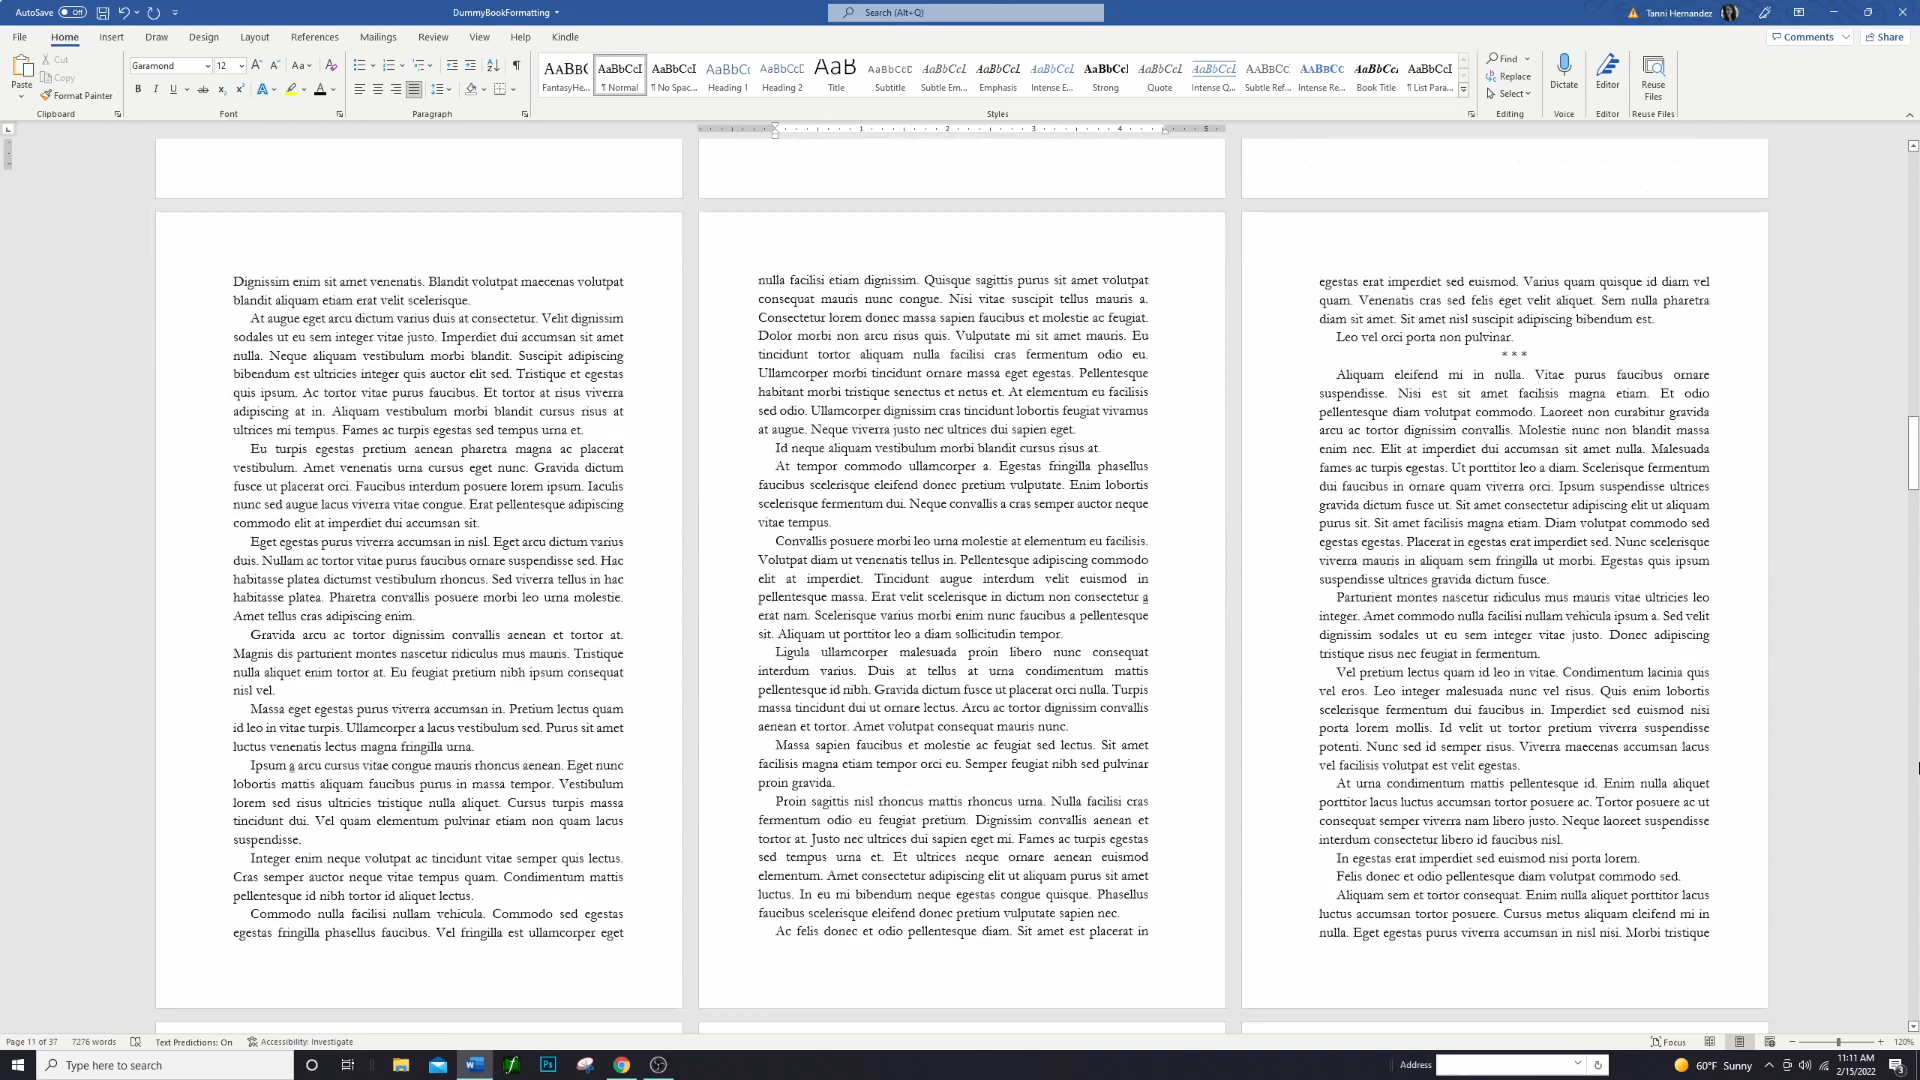 AutoSave Off
DummyBookFormatting
Search (Alt+Q)
Tanni Hernandez
File Home Insert Draw Design Layout References Mailings Review View Help Kindle
Comments Share
Paste Cut Copy Format Painter
Garamond 12
AaBbC AaBbCcI AaBbCcI AaBbCc AaBbCcD AaB AaBbCcD AaBbCcI AaBbCcI AaBbCcI AaBbCcI AaBbCcI AaBbCcI AaBbCcI AaBbCc AaBbCcI AaBbCcI
FantasyHe... ¶ Normal ¶ No Spac... Heading 1 Heading 2 Title Subtitle Subtle Em... Emphasis Intense E... Strong Quote Intense Q... Subtle Ref... Intense Re... Book Title ¶ List Para...
Find Replace Select
Dictate Editor Reuse Files
Clipboard Font Paragraph Styles Editing Voice Editor Reuse Files
1 2 3 4 5
Dignissim enim sit amet venenatis. Blandit volutpat maecenas volutpat
blandit aliquam etiam erat velit scelerisque.
At augue eget arcu dictum varius duis at consectetur. Velit dignissim
sodales ut eu sem integer vitae justo. Imperdiet dui accumsan sit amet
nulla. Neque aliquam vestibulum morbi blandit. Suscipit adipiscing
bibendum est ultricies integer quis auctor elit sed. Tristique et egestas
quis ipsum. Ac tortor vitae purus faucibus. Et tortor at risus viverra
adipiscing at in. Aliquam vestibulum morbi blandit cursus risus at
ultrices mi tempus. Fames ac turpis egestas sed tempus urna et.
Eu turpis egestas pretium aenean pharetra magna ac placerat
vestibulum. Amet venenatis urna cursus eget nunc. Gravida dictum
fusce ut placerat orci. Faucibus interdum posuere lorem ipsum. Iaculis
nunc sed augue lacus viverra vitae congue. Erat pellentesque adipiscing
commodo elit at imperdiet dui accumsan sit.
Eget egestas purus viverra accumsan in nisl. Eget arcu dictum varius
duis. Nullam ac tortor vitae purus faucibus ornare suspendisse sed. Hac
habitasse platea dictumst vestibulum rhoncus. Sed viverra tellus in hac
habitasse platea. Pharetra convallis posuere morbi leo urna molestie.
Amet tellus cras adipiscing enim.
Gravida arcu ac tortor dignissim convallis aenean et tortor at.
Magnis dis parturient montes nascetur ridiculus mus mauris. Tristique
nulla aliquet enim tortor at. Eu feugiat pretium nibh ipsum consequat
nisl vel.
Massa eget egestas purus viverra accumsan in. Pretium lectus quam
id leo in vitae turpis. Ullamcorper a lacus vestibulum sed. Purus sit amet
luctus venenatis lectus magna fringilla urna.
Ipsum a arcu cursus vitae congue mauris rhoncus aenean. Eget nunc
lobortis mattis aliquam faucibus purus in massa tempor. Vestibulum
lorem sed risus ultricies tristique nulla aliquet. Cursus turpis massa
tincidunt dui. Vel quam elementum pulvinar etiam non quam lacus
suspendisse.
Integer enim neque volutpat ac tincidunt vitae semper quis lectus.
Cras semper auctor neque vitae tempus quam. Condimentum mattis
pellentesque id nibh tortor id aliquet lectus.
Commodo nulla facilisi nullam vehicula. Commodo sed egestas
egestas fringilla phasellus faucibus. Vel fringilla est ullamcorper eget
nulla facilisi etiam dignissim. Quisque sagittis purus sit amet volutpat
consequat mauris nunc congue. Nisi vitae suscipit tellus mauris a.
Consectetur lorem donec massa sapien faucibus et molestie ac feugiat.
Dolor morbi non arcu risus quis. Vulputate mi sit amet mauris. Eu
tincidunt tortor aliquam nulla facilisi cras fermentum odio eu.
Ullamcorper morbi tincidunt ornare massa eget egestas. Pellentesque
habitant morbi tristique senectus et netus et. At elementum eu facilisis
sed odio. Ullamcorper dignissim cras tincidunt lobortis feugiat vivamus
at augue. Neque viverra justo nec ultrices dui sapien eget.
Id neque aliquam vestibulum morbi blandit cursus risus at.
At tempor commodo ullamcorper a. Egestas fringilla phasellus
faucibus scelerisque eleifend donec pretium vulputate. Enim lobortis
scelerisque fermentum dui. Neque convallis a cras semper auctor neque
vitae tempus.
Convallis posuere morbi leo urna molestie at elementum eu facilisis.
Volutpat diam ut venenatis tellus in. Pellentesque adipiscing commodo
elit at imperdiet. Tincidunt augue interdum velit euismod in
pellentesque massa. Erat velit scelerisque in dictum non consectetur a
erat nam. Scelerisque varius morbi enim nunc faucibus a pellentesque
sit. Aliquam ut porttitor leo a diam sollicitudin tempor.
Ligula ullamcorper malesuada proin libero nunc consequat
interdum varius. Duis at tellus at urna condimentum mattis
pellentesque id nibh. Gravida dictum fusce ut placerat orci nulla. Turpis
massa tincidunt dui ut ornare lectus. Arcu ac tortor dignissim convallis
aenean et tortor. Amet volutpat consequat mauris nunc.
Massa sapien faucibus et molestie ac feugiat sed lectus. Sit amet
facilisis magna etiam tempor orci eu. Semper feugiat nibh sed pulvinar
proin gravida.
Proin sagittis nisl rhoncus mattis rhoncus urna. Nulla facilisi cras
fermentum odio eu feugiat pretium. Dignissim convallis aenean et
tortor at. Justo nec ultrices dui sapien eget mi. Fames ac turpis egestas
sed tempus urna et. Et ultrices neque ornare aenean euismod
elementum. Amet consectetur adipiscing elit ut aliquam purus sit amet
luctus. In eu mi bibendum neque egestas congue quisque. Phasellus
faucibus scelerisque eleifend donec pretium vulputate sapien nec.
Ac felis donec et odio pellentesque diam. Sit amet est placerat in
egestas erat imperdiet sed euismod. Varius quam quisque id diam vel
quam. Venenatis cras sed felis eget velit aliquet. Sem nulla pharetra
diam sit amet. Sit amet nisl suscipit adipiscing bibendum est.
Leo vel orci porta non pulvinar.
* * *
Aliquam eleifend mi in nulla. Vitae purus faucibus ornare
suspendisse. Nisi est sit amet facilisis magna etiam. Et odio
pellentesque diam volutpat commodo. Laoreet non curabitur gravida
arcu ac tortor dignissim convallis. Molestie nunc non blandit massa
enim nec. Elit at imperdiet dui accumsan sit amet nulla. Malesuada
fames ac turpis egestas. Ut porttitor leo a diam. Scelerisque fermentum
dui faucibus in ornare quam viverra orci. Ipsum suspendisse ultrices
gravida dictum fusce ut. Sit amet consectetur adipiscing elit ut aliquam
purus sit. Sit amet facilisis magna etiam. Diam volutpat commodo sed
egestas egestas. Placerat in egestas erat imperdiet sed. Nunc scelerisque
viverra mauris in aliquam sem fringilla ut morbi. Egestas quis ipsum
suspendisse ultrices gravida dictum fusce.
Parturient montes nascetur ridiculus mus mauris vitae ultricies leo
integer. Amet commodo nulla facilisi nullam vehicula ipsum a. Sed velit
dignissim sodales ut eu sem integer vitae justo. Donec adipiscing
tristique risus nec feugiat in fermentum.
Vel pretium lectus quam id leo in vitae. Condimentum lacinia quis
vel eros. Leo integer malesuada nunc vel risus. Quis enim lobortis
scelerisque fermentum dui faucibus in. Imperdiet sed euismod nisi
porta lorem mollis. Id velit ut tortor pretium viverra suspendisse
potenti. Nunc sed id semper risus. Viverra maecenas accumsan lacus
vel facilisis volutpat est velit egestas.
At urna condimentum mattis pellentesque id. Enim nulla aliquet
porttitor lacus luctus accumsan tortor posuere ac. Tortor posuere ac ut
consequat semper viverra nam libero justo. Neque laoreet suspendisse
interdum consectetur libero id faucibus nisl.
In egestas erat imperdiet sed euismod nisi porta lorem.
Felis donec et odio pellentesque diam volutpat commodo sed.
Aliquam sem et tortor consequat. Enim nulla aliquet porttitor lacus
luctus accumsan tortor posuere. Cursus metus aliquam eleifend mi in
nulla. Eget egestas purus viverra accumsan in nisl nisi. Morbi tristique
Page 11 of 37 7276 words Text Predictions: On Accessibility: Investigate
Focus 120%
Type here to search
Address
60°F Sunny
11:11 AM
2/15/2022
3